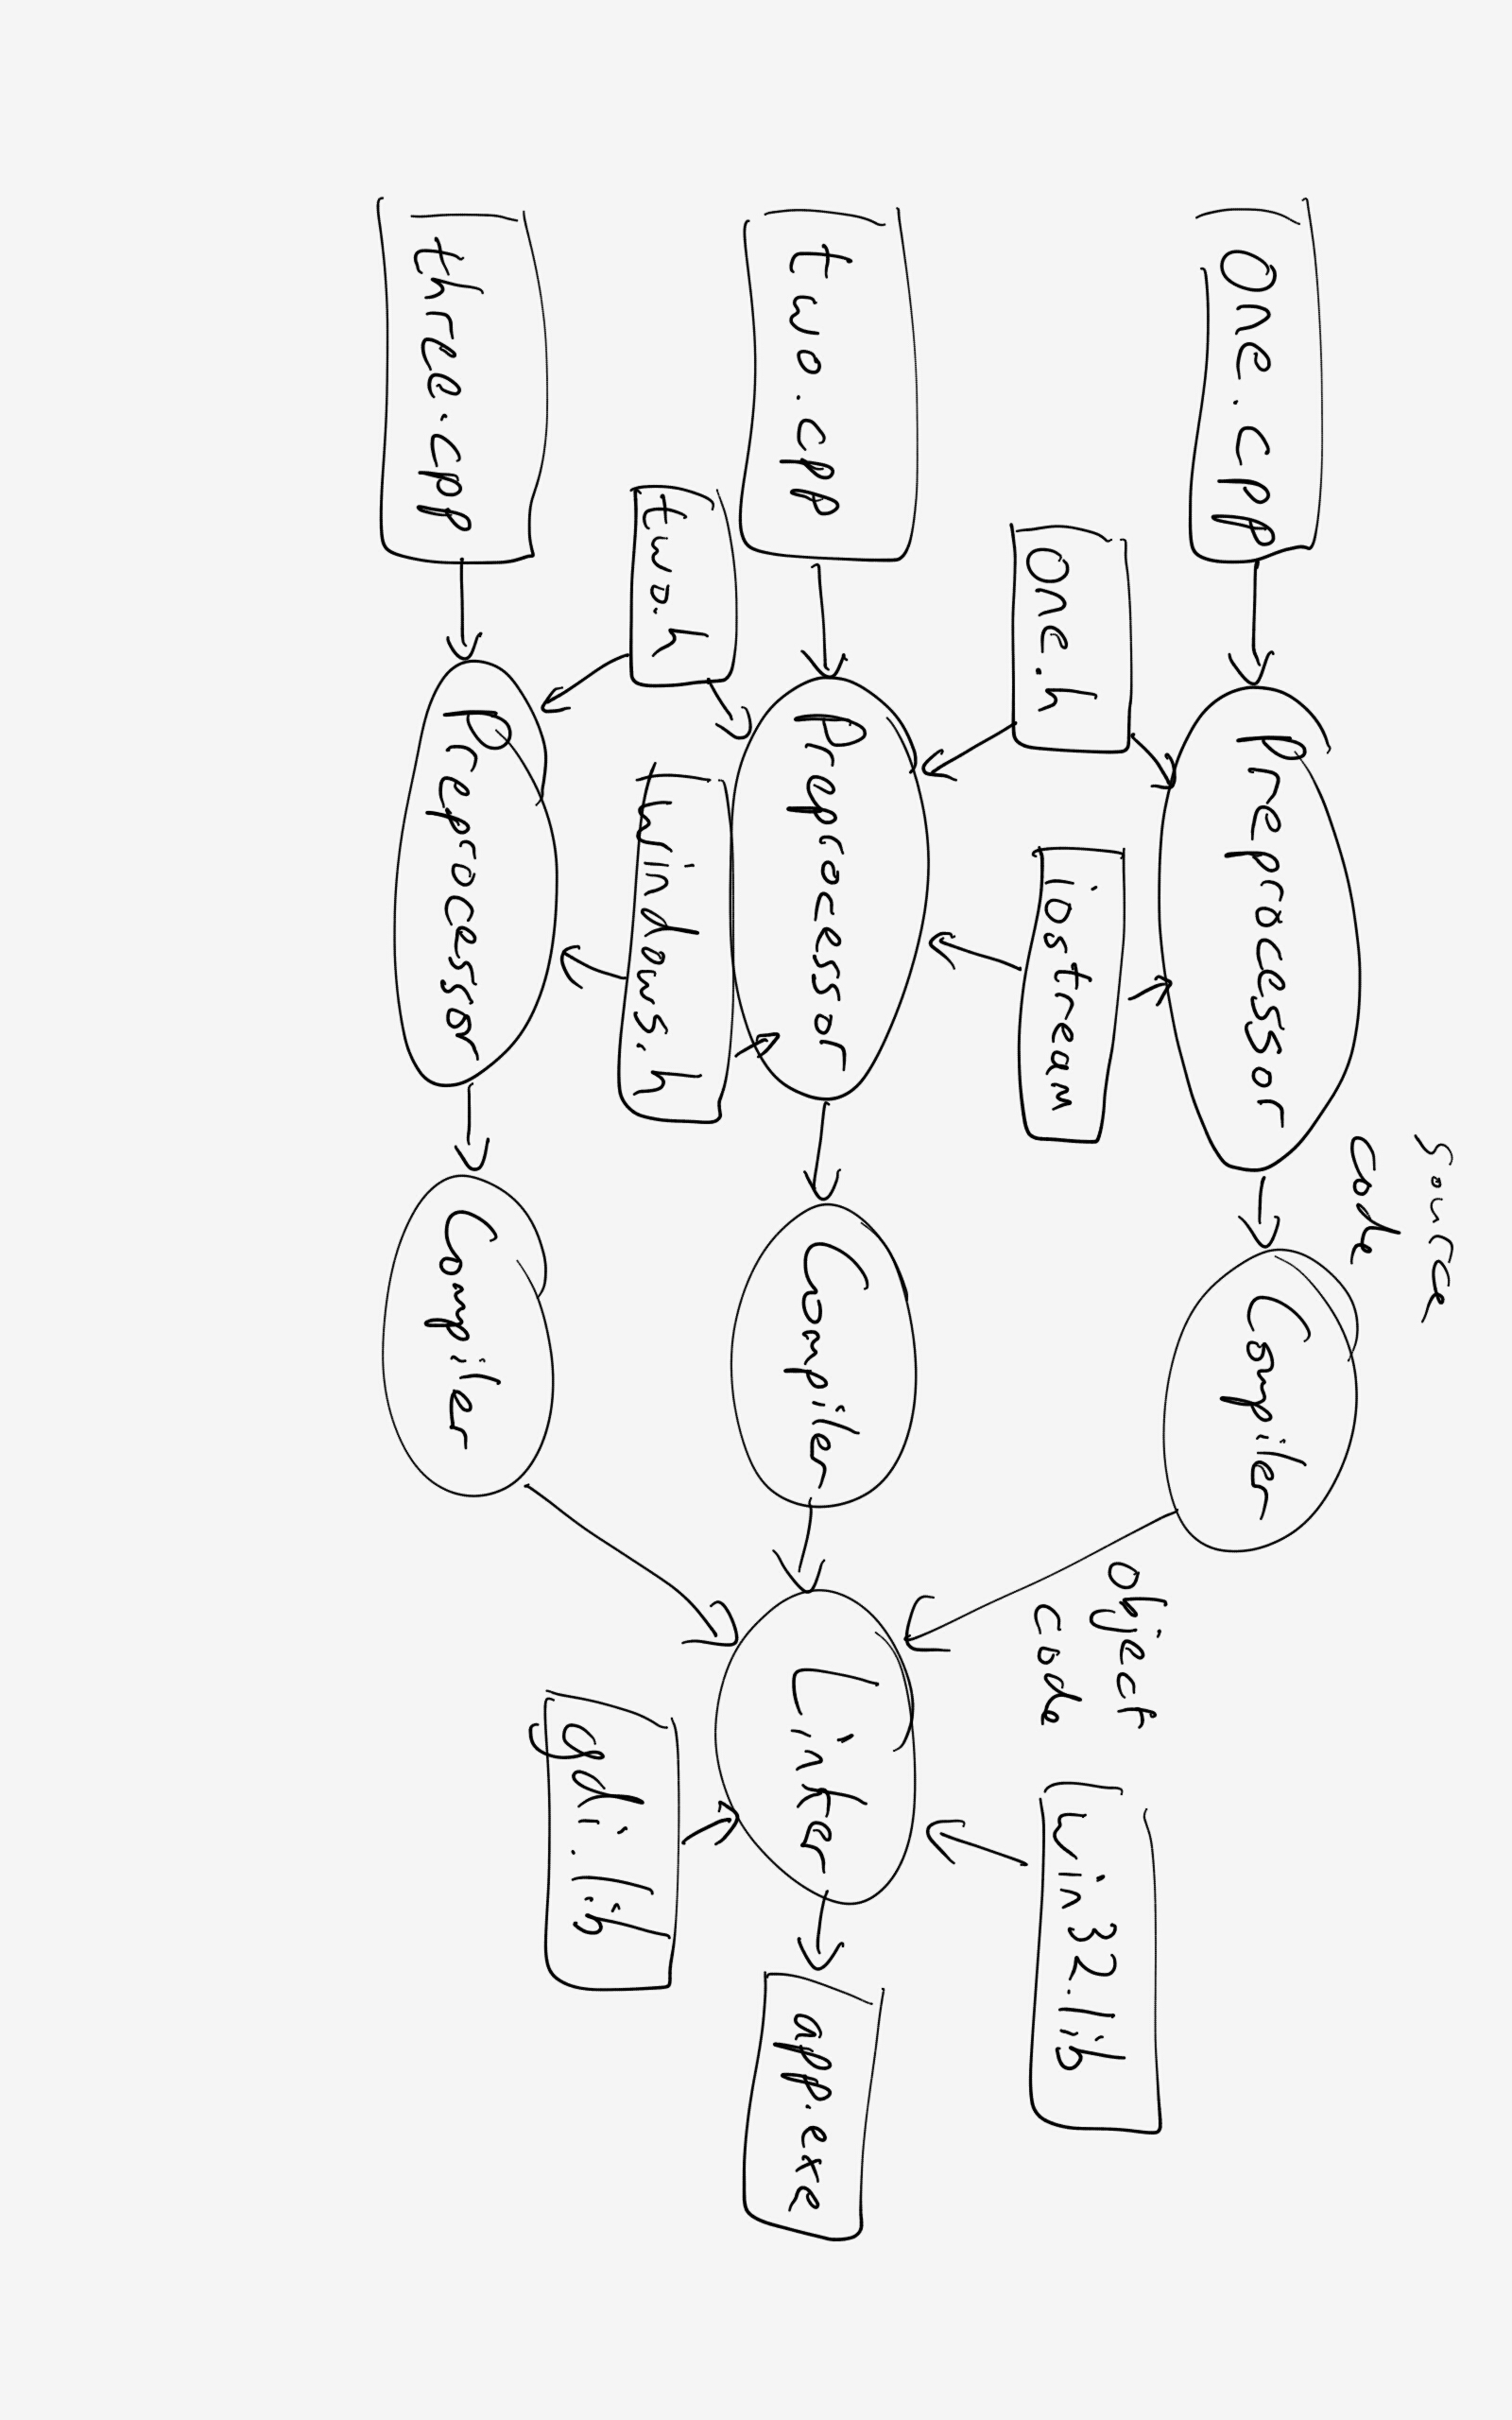 One.cpp
Preprocessor
Source
Code
Compiler
One.h
iostream
object
code
win32.lib
two.cpp
Preprocessor
Compiler
Linker
app.exe
two.h
windows.h
gdi.lib
three.cpp
Preprocessor
Compiler